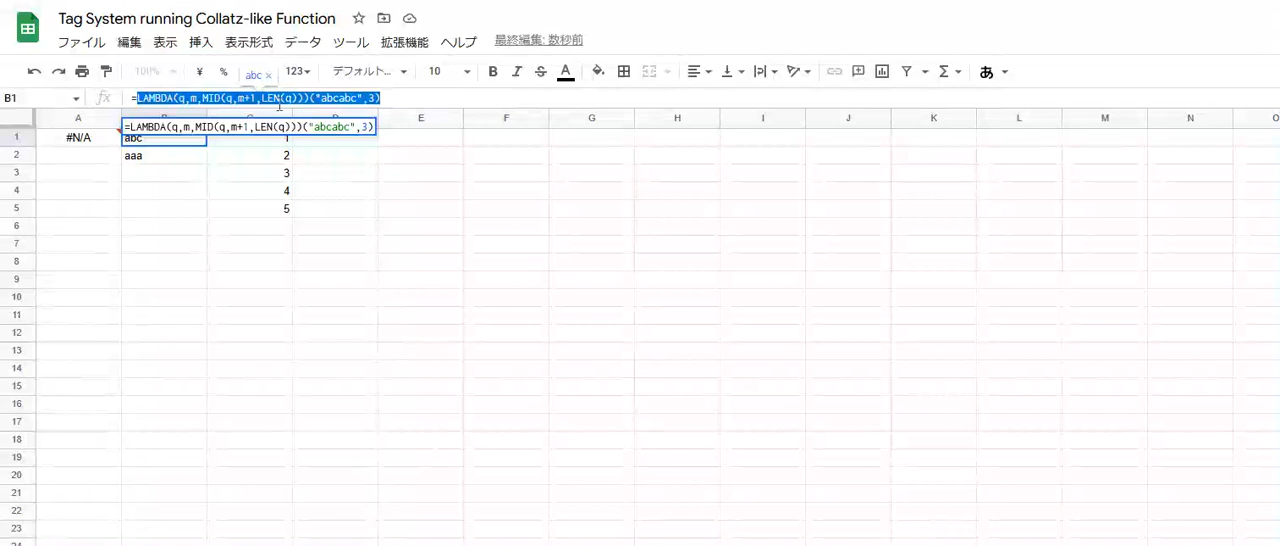 Tag System running Collatz-like Function
ファイル 編集 表示 挿入 表示形式 データ ツール 拡張機能 ヘルプ 最終編集: 数秒前
100% ¥ % abc × 123 デフォルト... 10 B I S A あ
B1 fx =LAMBDA(q,m,MID(q,m+1,LEN(q)))("abcabc",3)
A B C D E F G H I J K L M N O
=LAMBDA(q,m,MID(q,m+1,LEN(q)))("abcabc",3)
1 #N/A abc 1
2 aaa 2
3 3
4 4
5 5
6
7
8
9
10
11
12
13
14
15
16
17
18
19
20
21
22
23
24